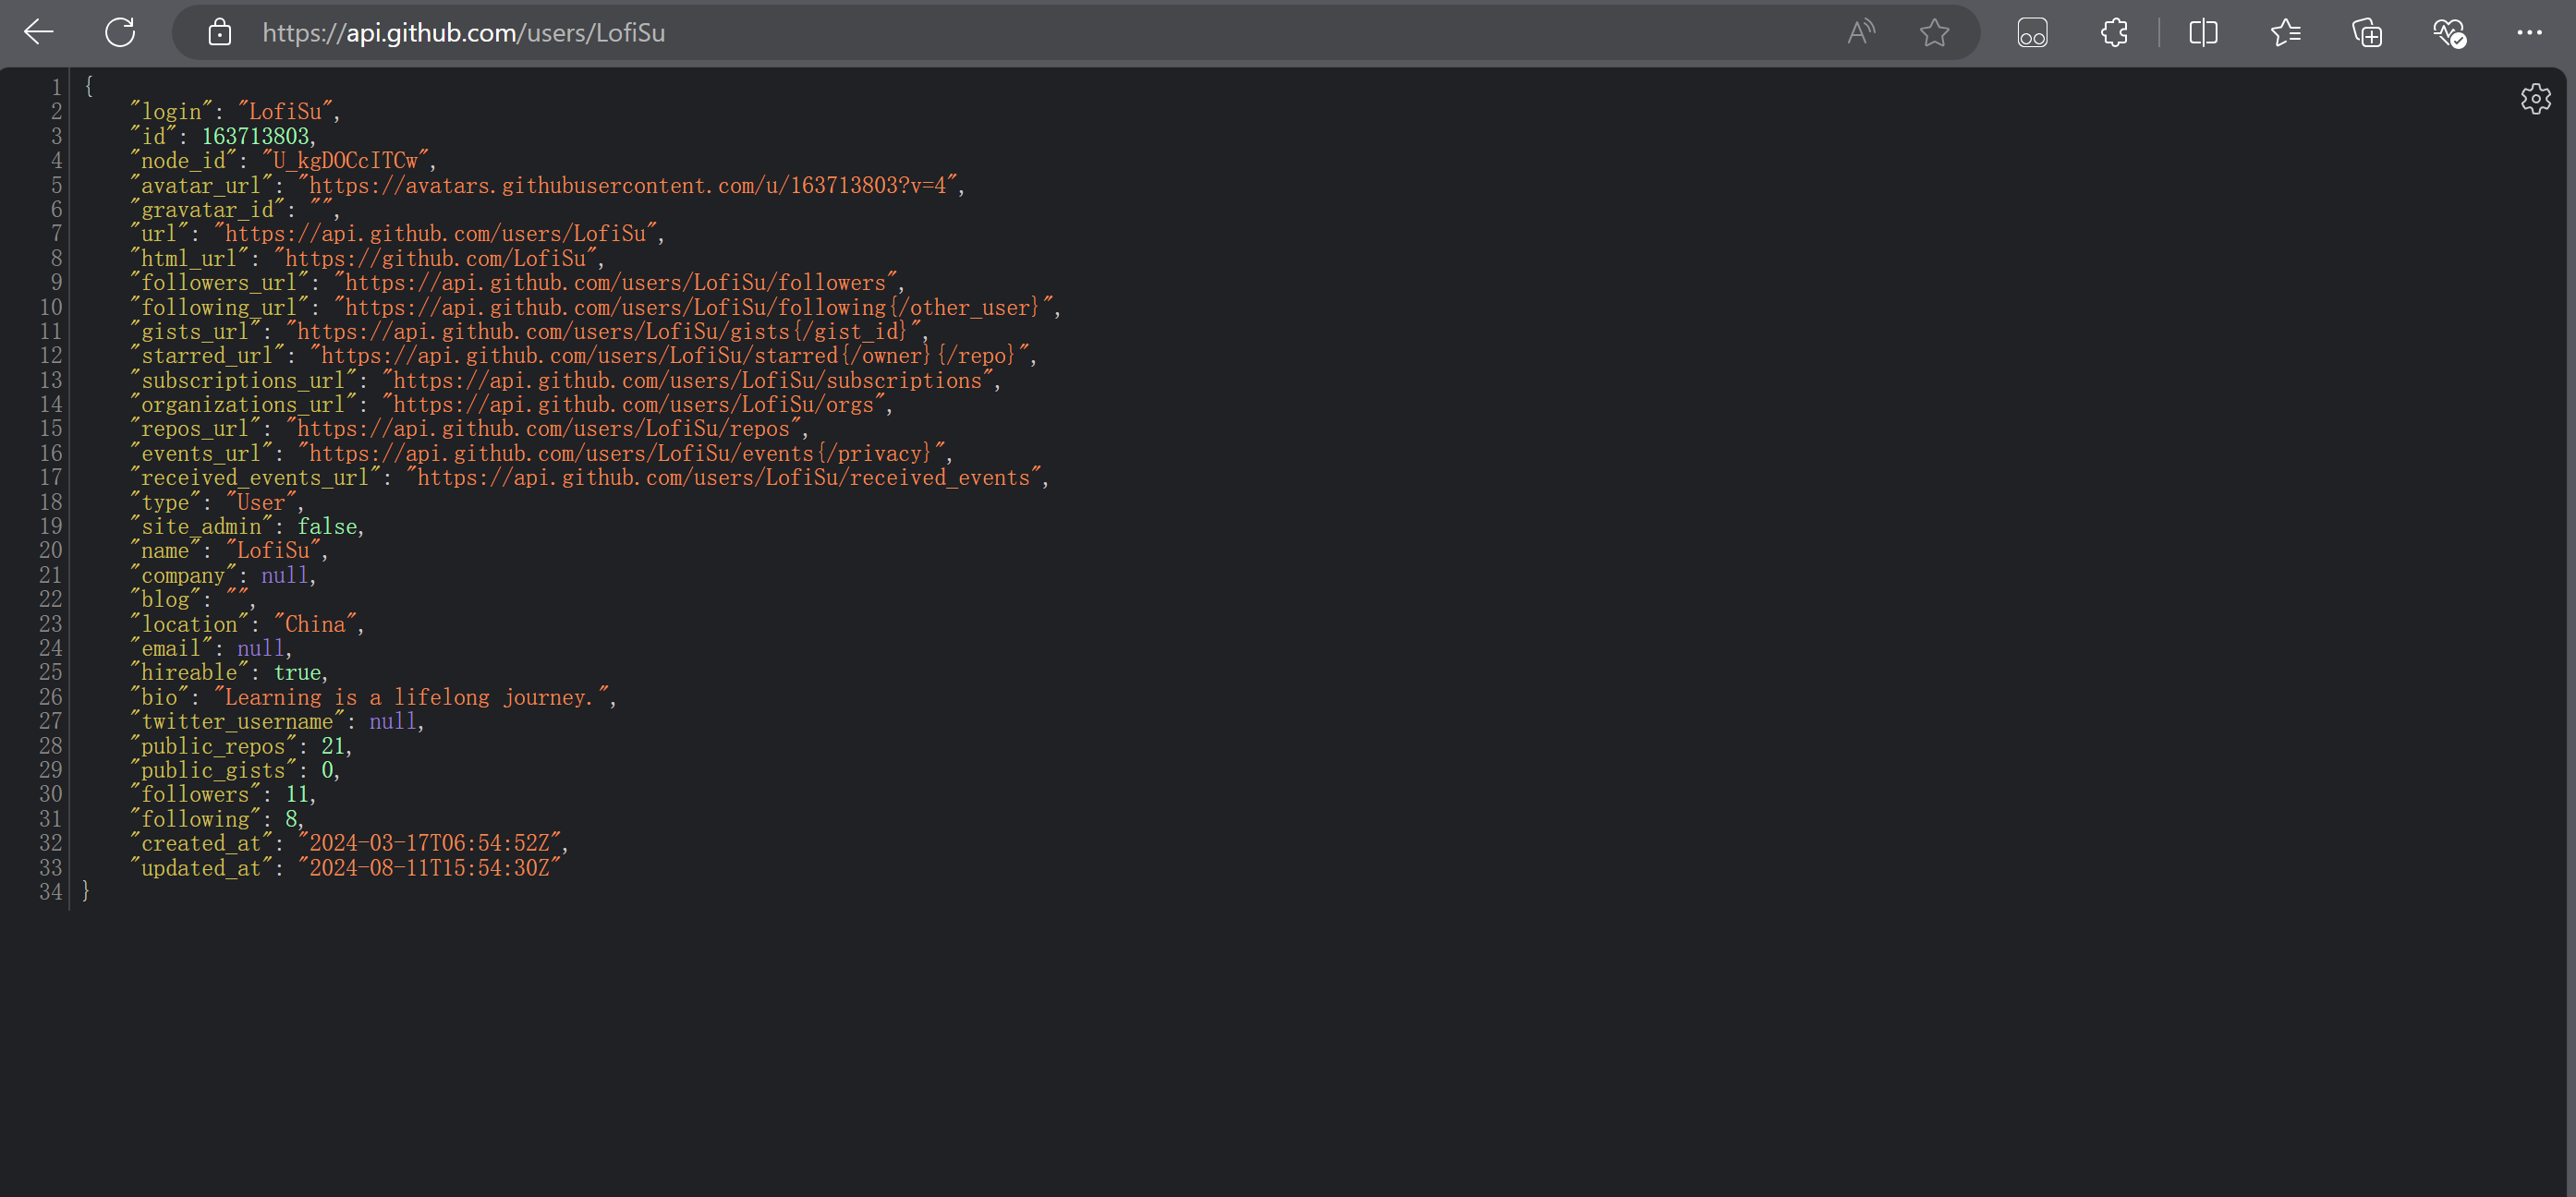 https://api.github.com/users/LofiSu
1 {
2 "login": "LofiSu",
3 "id": 163713803,
4 "node_id": "U_kgDOCcITCw",
5 "avatar_url": "https://avatars.githubusercontent.com/u/163713803?v=4",
6 "gravatar_id": "",
7 "url": "https://api.github.com/users/LofiSu",
8 "html_url": "https://github.com/LofiSu",
9 "followers_url": "https://api.github.com/users/LofiSu/followers",
10 "following_url": "https://api.github.com/users/LofiSu/following{/other_user}",
11 "gists_url": "https://api.github.com/users/LofiSu/gists{/gist_id}",
12 "starred_url": "https://api.github.com/users/LofiSu/starred{/owner}{/repo}",
13 "subscriptions_url": "https://api.github.com/users/LofiSu/subscriptions",
14 "organizations_url": "https://api.github.com/users/LofiSu/orgs",
15 "repos_url": "https://api.github.com/users/LofiSu/repos",
16 "events_url": "https://api.github.com/users/LofiSu/events{/privacy}",
17 "received_events_url": "https://api.github.com/users/LofiSu/received_events",
18 "type": "User",
19 "site_admin": false,
20 "name": "LofiSu",
21 "company": null,
22 "blog": "",
23 "location": "China",
24 "email": null,
25 "hireable": true,
26 "bio": "Learning is a lifelong journey.",
27 "twitter_username": null,
28 "public_repos": 21,
29 "public_gists": 0,
30 "followers": 11,
31 "following": 8,
32 "created_at": "2024-03-17T06:54:52Z",
33 "updated_at": "2024-08-11T15:54:30Z"
34 }